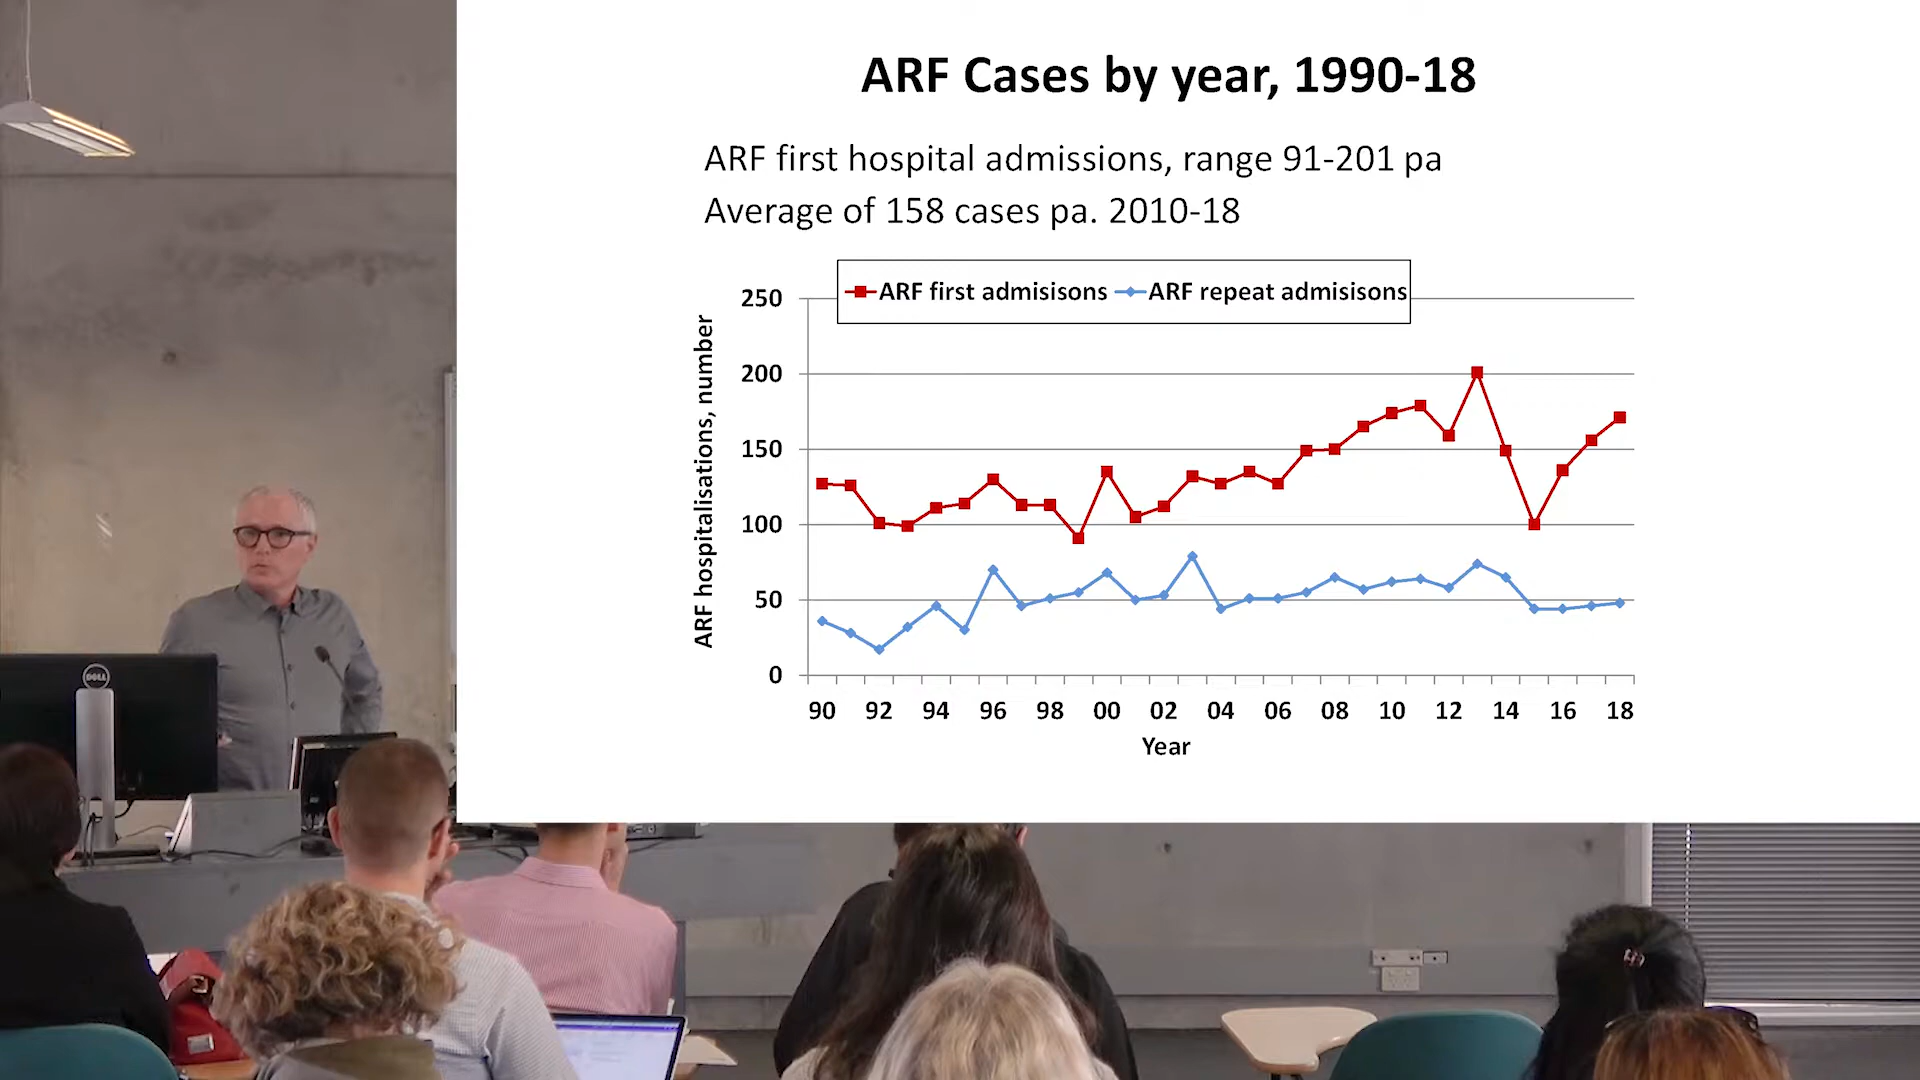 ARF Cases by year, 1990-18
ARF first hospital admissions, range 91-201 pa
Average of 158 cases pa. 2010-18
ARF first admisisons
ARF repeat admisisons
ARF hospitalisations, number
250
200
150
100
50
0
90 92 94 96 98 00 02 04 06 08 10 12 14 16 18
Year
DELL